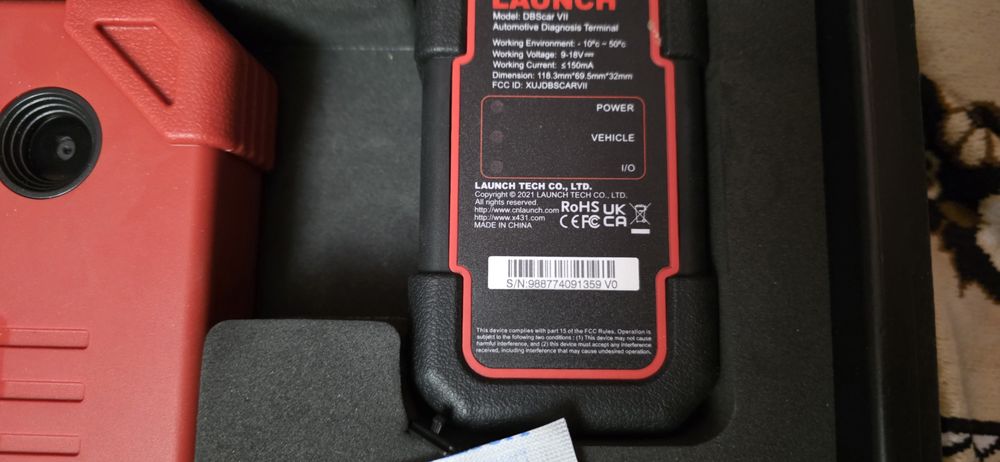 LAUNCH
Model: DBScar VII
Automotive Diagnosis Terminal
Working Environment: - 10°c ~ 50°c
Working Voltage: 9-18V
Working Current: ≤150mA
Dimension: 118.3mm*69.5mm*32mm
FCC ID: XUJDBSCARVII
POWER
VEHICLE
I/O
LAUNCH TECH CO., LTD.
Copyright © 2021 LAUNCH TECH CO., LTD.
All rights reserved.
http://www.cnlaunch.com
http://www.x431.com
MADE IN CHINA
RoHS UK
CE FC CA
S/N:988774091359 V0
This device complies with part 15 of the FCC Rules. Operation is
subject to the following two conditions : (1) This device may not cause
harmful interference, and (2) this device must accept any interference
received, including interference that may cause undesired operation.